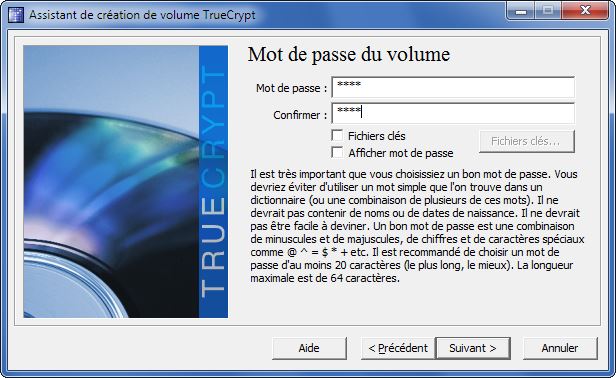 Assistant de création de volume TrueCrypt
TRUECRYPT
Mot de passe du volume
Mot de passe : ****
Confirmer : ****
Fichiers clés
Fichiers clés...
Afficher mot de passe
Il est très important que vous choisissiez un bon mot de passe. Vous
devriez éviter d'utiliser un mot simple que l'on trouve dans un
dictionnaire (ou une combinaison de plusieurs de ces mots). Il ne
devrait pas contenir de noms ou de dates de naissance. Il ne devrait
pas être facile à deviner. Un bon mot de passe est une combinaison
de minuscules et de majuscules, de chiffres et de caractères spéciaux
comme @ ^ = $ * + etc. Il est recommandé de choisir un mot de
passe d'au moins 20 caractères (le plus long, le mieux). La longueur
maximale est de 64 caractères.
Aide
< Précédent
Suivant >
Annuler